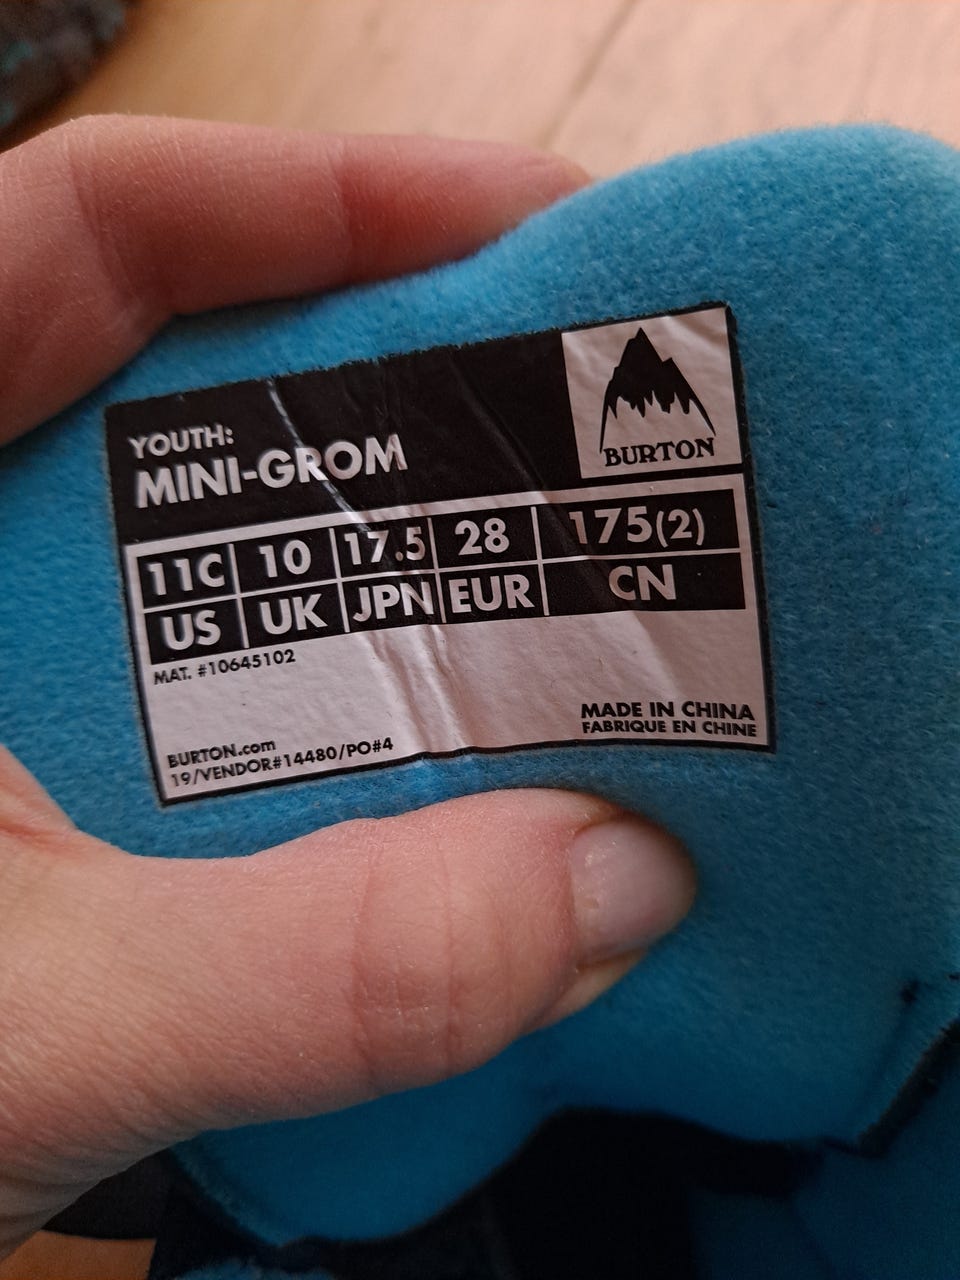 YOUTH:
MINI-GROM
BURTON
11C 10 17.5 28 175(2)
US UK JPN EUR CN
MAT. #10645102
MADE IN CHINA
FABRIQUE EN CHINE
BURTON.com
19/VENDOR#14480/PO#4